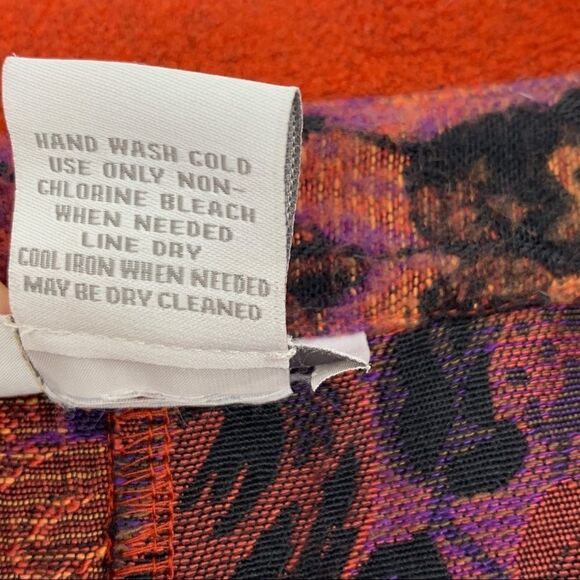 HAND WASH COLD
USE ONLY NON-
CHLORINE BLEACH
WHEN NEEDED
LINE DRY
COOL IRON WHEN NEEDED
MAY BE DRY CLEANED